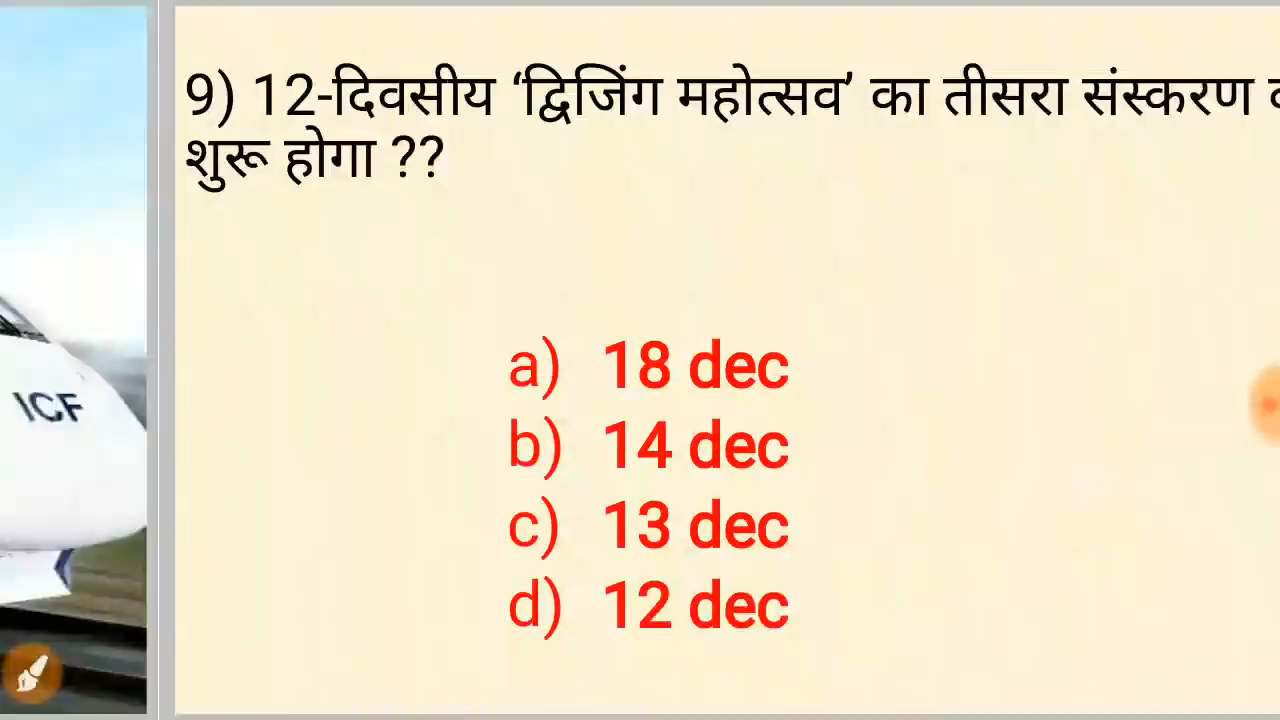 ICF
9) 12-दिवसीय ‘द्विजिंग महोत्सव’ का तीसरा संस्करण
शुरू होगा ??
a) 18 dec
b) 14 dec
c) 13 dec
d) 12 dec